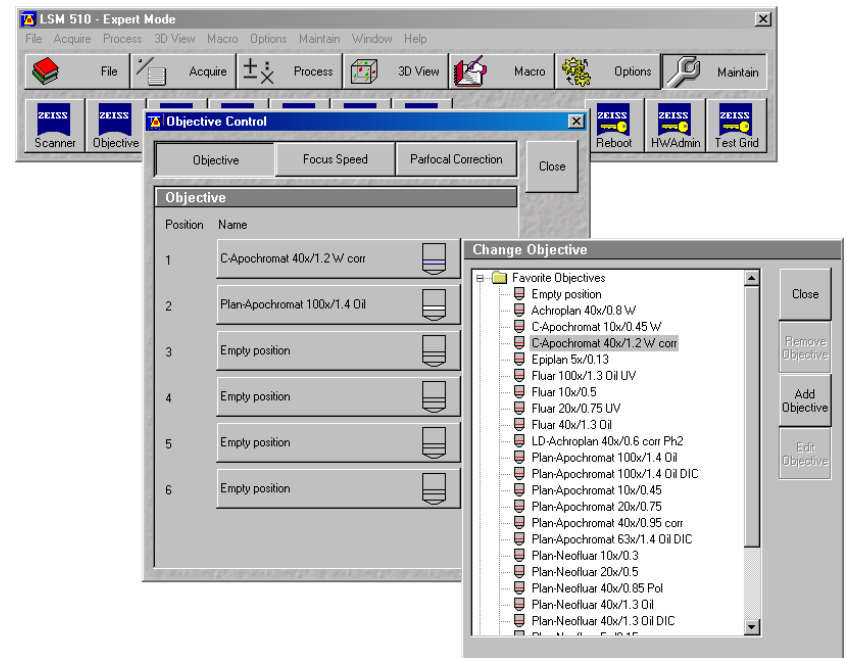 LSM 510 - Expert Mode
File Acquire Process 3D View Macro Options Maintain Window Help
File Acquire Process 3D View Macro Options Maintain
ZEISS ZEISS ZEISS ZEISS ZEISS
Scanner Objective Reboot HWAdmin Test Grid
Objective Control
Objective Focus Speed Parfocal Correction Close
Objective
Position Name
1 C-Apochromat 40x/1.2 W corr
2 Plan-Apochromat 100x/1.4 Oil
3 Empty position
4 Empty position
5 Empty position
6 Empty position
Change Objective
Favorite Objectives
Empty position
Achroplan 40x/0.8 W
C-Apochromat 10x/0.45 W
C-Apochromat 40x/1.2 W corr
Epiplan 5x/0.13
Fluar 100x/1.3 Oil UV
Fluar 10x/0.5
Fluar 20x/0.75 UV
Fluar 40x/1.3 Oil
LD-Achroplan 40x/0.6 corr Ph2
Plan-Apochromat 100x/1.4 Oil
Plan-Apochromat 100x/1.4 Oil DIC
Plan-Apochromat 10x/0.45
Plan-Apochromat 20x/0.75
Plan-Apochromat 40x/0.95 corr
Plan-Apochromat 63x/1.4 Oil DIC
Plan-Neofluar 10x/0.3
Plan-Neofluar 20x/0.5
Plan-Neofluar 40x/0.85 Pol
Plan-Neofluar 40x/1.3 Oil
Plan-Neofluar 40x/1.3 Oil DIC
Close
Remove
Objective
Add
Objective
Edit
Objective